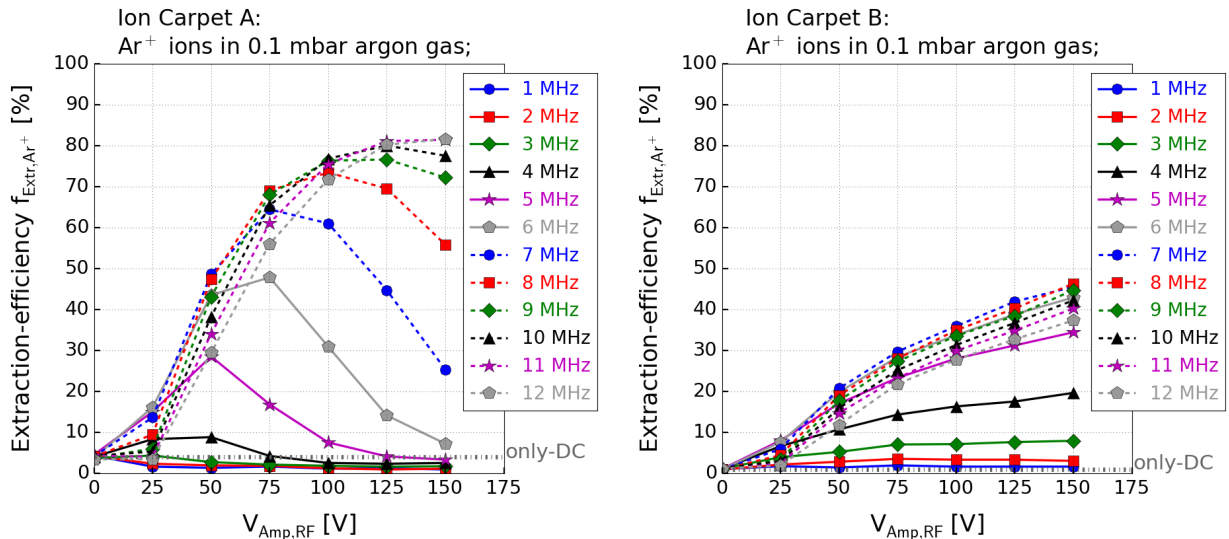 Ion Carpet A:
Ar⁺ ions in 0.1 mbar argon gas;
Extraction-efficiency f_Extr,Ar⁺ [%]
100
90
80
70
60
50
40
30
20
10
0
0 25 50 75 100 125 150 175
V_Amp,RF [V]
1 MHz
2 MHz
3 MHz
4 MHz
5 MHz
6 MHz
7 MHz
8 MHz
9 MHz
10 MHz
11 MHz
12 MHz
only-DC
Ion Carpet B:
Ar⁺ ions in 0.1 mbar argon gas;
Extraction-efficiency f_Extr,Ar⁺ [%]
100
90
80
70
60
50
40
30
20
10
0
0 25 50 75 100 125 150 175
V_Amp,RF [V]
1 MHz
2 MHz
3 MHz
4 MHz
5 MHz
6 MHz
7 MHz
8 MHz
9 MHz
10 MHz
11 MHz
12 MHz
only-DC